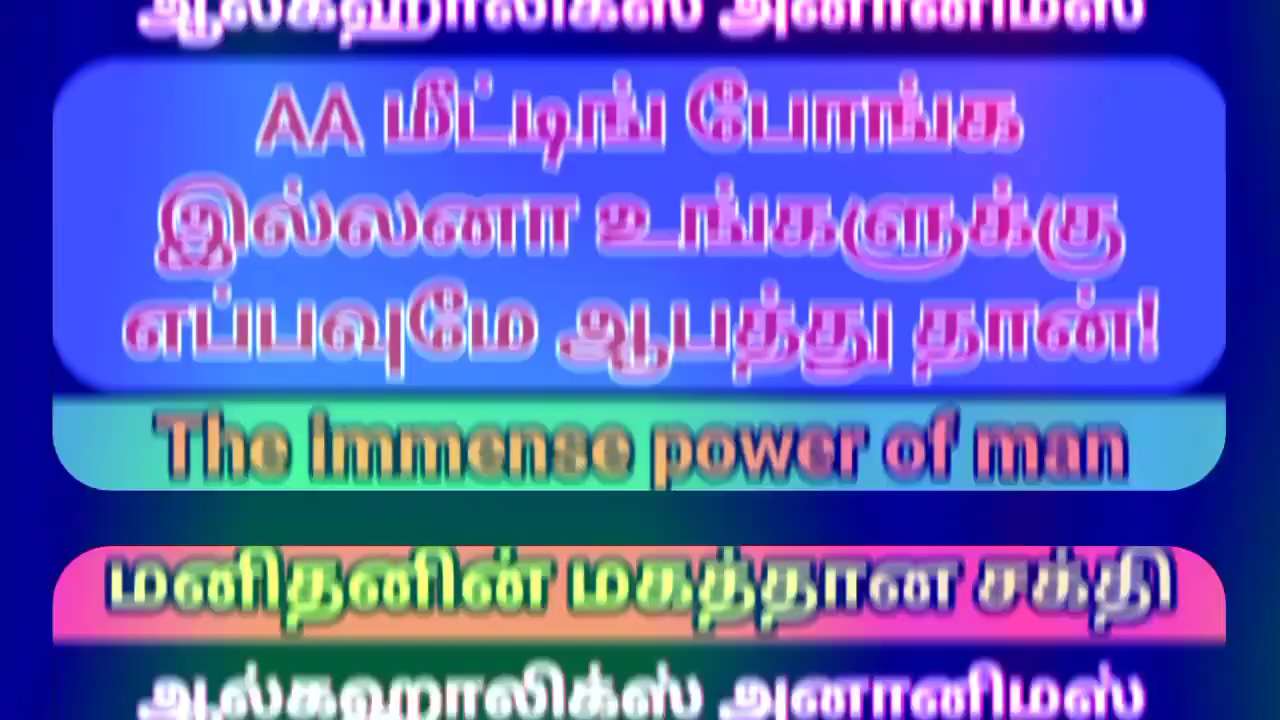 ஆல்கஹாலிக்ஸ் அனானிமஸ்
AA மீட்டிங் போங்க
இல்லனா உங்களுக்கு
எப்பவுமே ஆபத்து தான்!
The immense power of man
மனிதனின் மகத்தான சக்தி
ஆல்கஹாலிக்ஸ் அனானிமஸ்